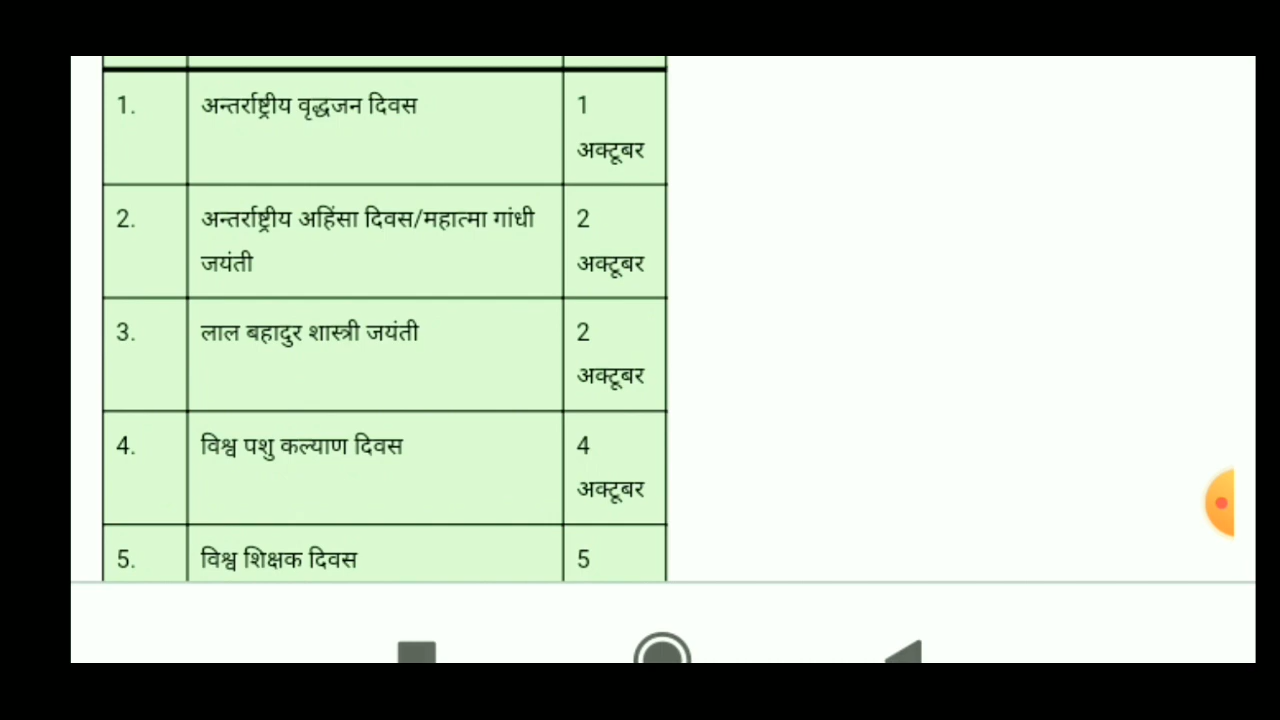 1. अन्तर्राष्ट्रीय वृद्धजन दिवस 1
अक्टूबर
2. अन्तर्राष्ट्रीय अहिंसा दिवस/महात्मा गांधी 2
जयंती अक्टूबर
3. लाल बहादुर शास्त्री जयंती 2
अक्टूबर
4. विश्व पशु कल्याण दिवस 4
अक्टूबर
5. विश्व शिक्षक दिवस 5